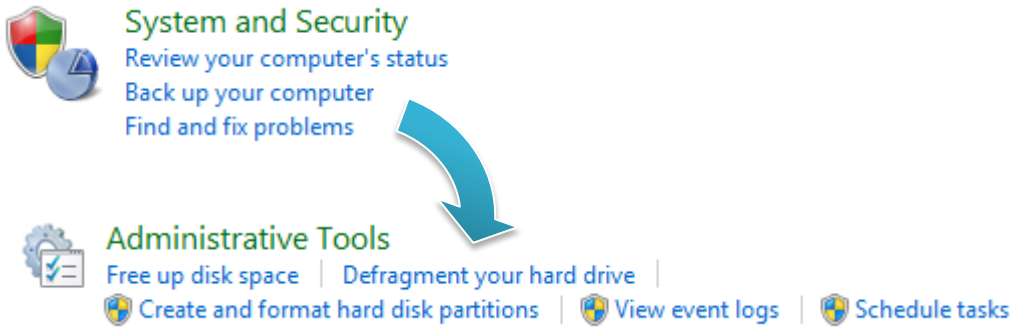 System and Security
Review your computer's status
Back up your computer
Find and fix problems
Administrative Tools
Free up disk space Defragment your hard drive
Create and format hard disk partitions View event logs Schedule tasks